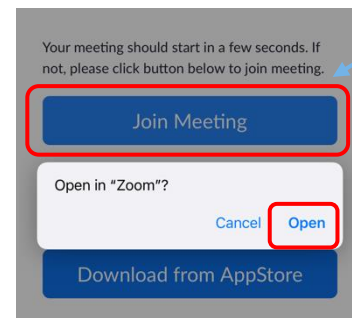 Your meeting should start in a few seconds. If
not, please click button below to join meeting.
Join Meeting
Open in “Zoom”?
Cancel Open
Download from AppStore